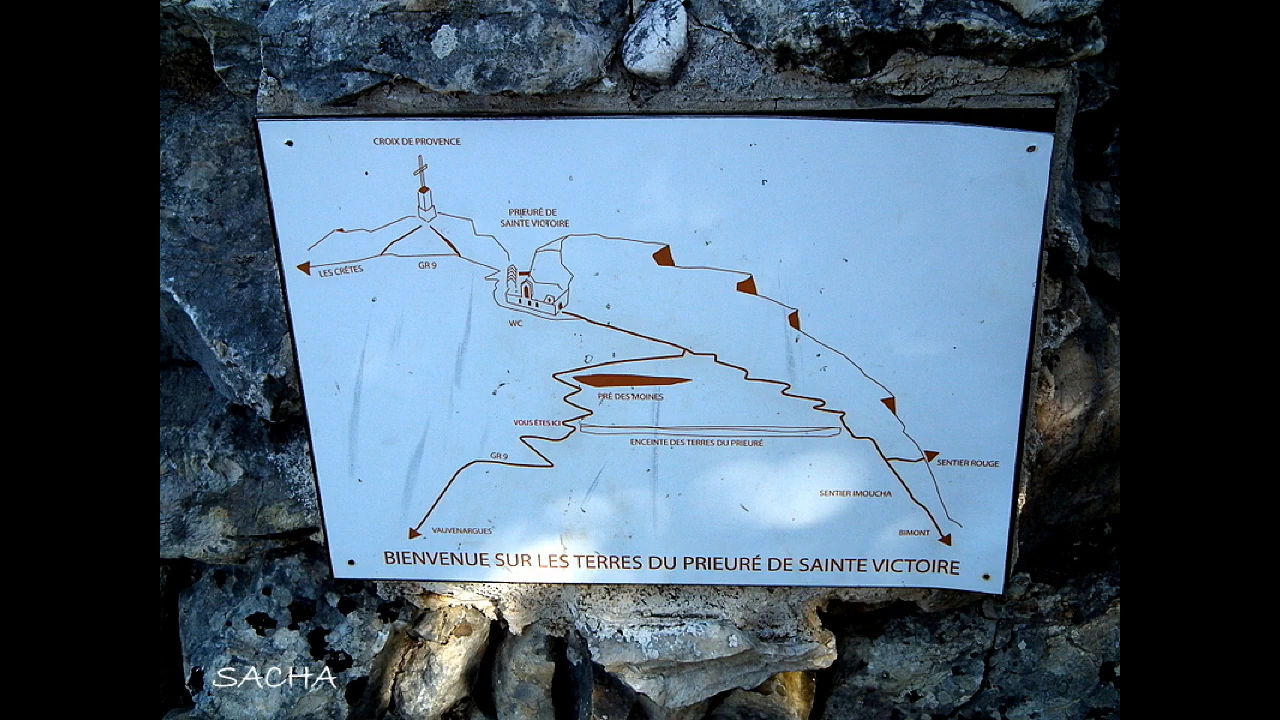 CROIX DE PROVENCE
PRIEURÉ DE
SAINTE VICTOIRE
LES CRÊTES
GR 9
WC
PRÉ DES MOINES
VOUS ÊTES ICI
ENCEINTE DES TERRES DU PRIEURÉ
GR 9
SENTIER ROUGE
SENTIER IMOUCHA
VAUVENARGUES
BIMONT
BIENVENUE SUR LES TERRES DU PRIEURÉ DE SAINTE VICTOIRE
SACHA